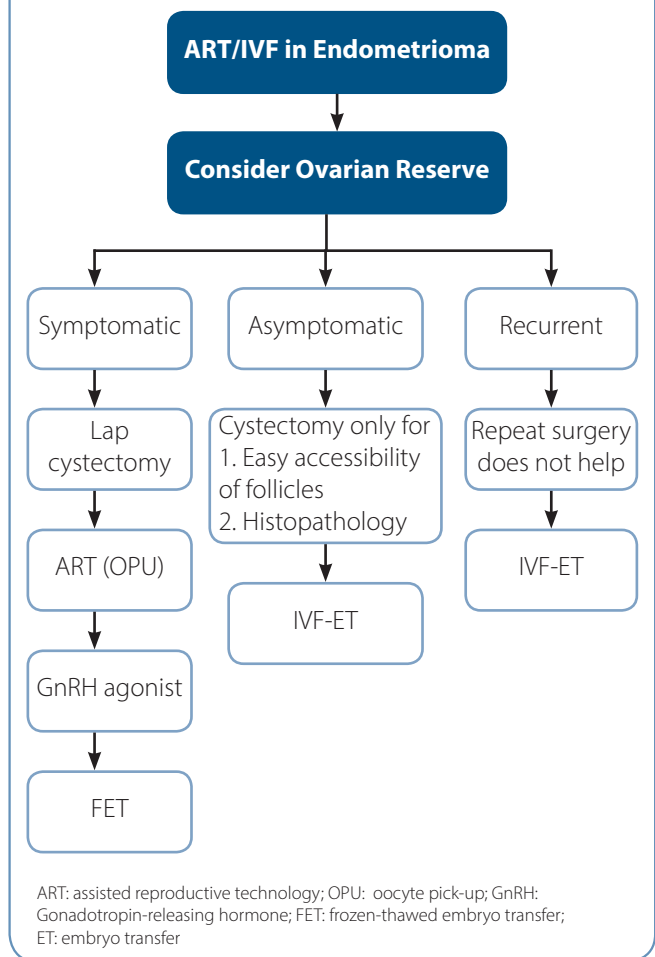 ART/IVF in Endometrioma
Consider Ovarian Reserve
Symptomatic
Asymptomatic
Recurrent
Lap
cystectomy
Cystectomy only for
1. Easy accessibility
of follicles
2. Histopathology
Repeat surgery
does not help
ART (OPU)
IVF-ET
IVF-ET
GnRH agonist
FET
ART: assisted reproductive technology; OPU: oocyte pick-up; GnRH:
Gonadotropin-releasing hormone; FET: frozen-thawed embryo transfer;
ET: embryo transfer